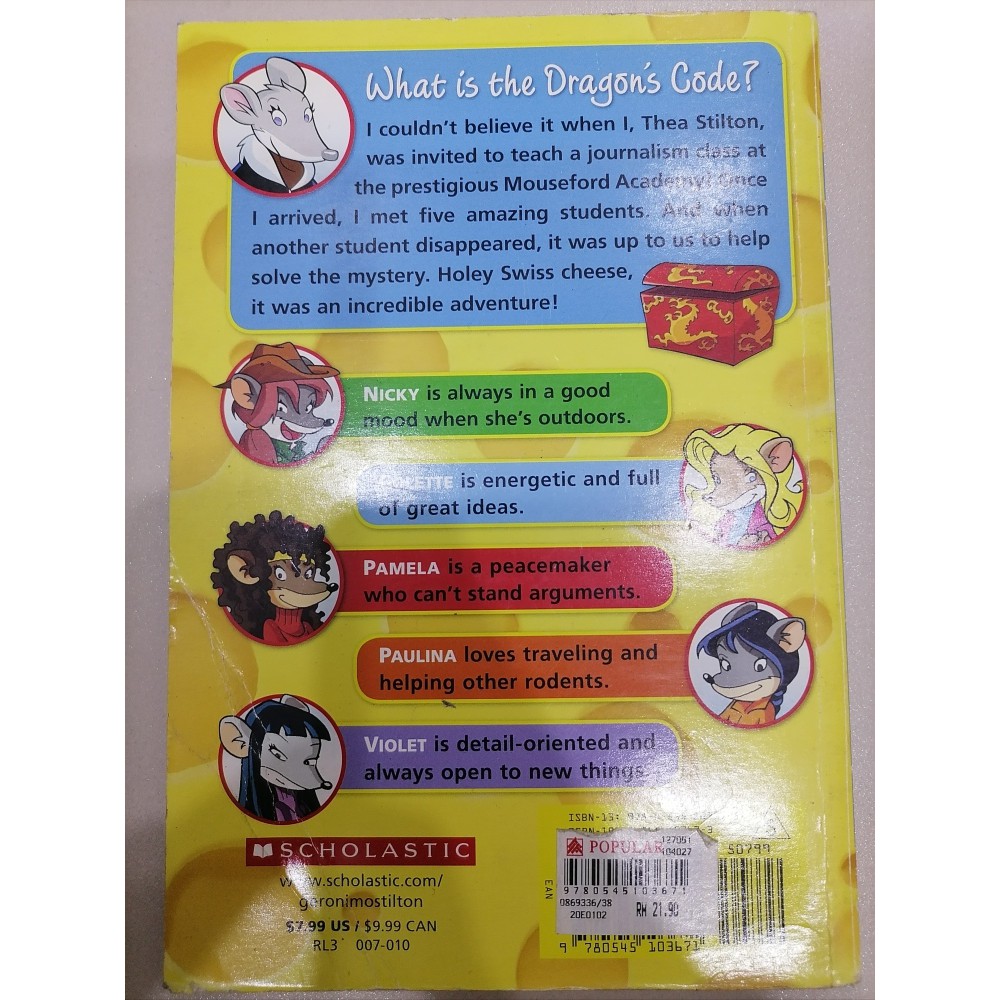 What is the Dragon's Code?
I couldn't believe it when I, Thea Stilton,
was invited to teach a journalism class at
the prestigious Mouseford Academy! Once
I arrived, I met five amazing students. And when
another student disappeared, it was up to us to help
solve the mystery. Holey Swiss cheese,
it was an incredible adventure!
NICKY is always in a good
mood when she's outdoors.
COLETTE is energetic and full
of great ideas.
PAMELA is a peacemaker
who can't stand arguments.
PAULINA loves traveling and
helping other rodents.
VIOLET is detail-oriented and
always open to new things.
SCHOLASTIC
www.scholastic.com/
geronimostilton
$7.99 US / $9.99 CAN
RL3 007-010
ISBN-13:
EAN
POPULAR
127051
104027
50799
9780545103671
0869336/38
20E0102
RM 21.90
9 780545 103671